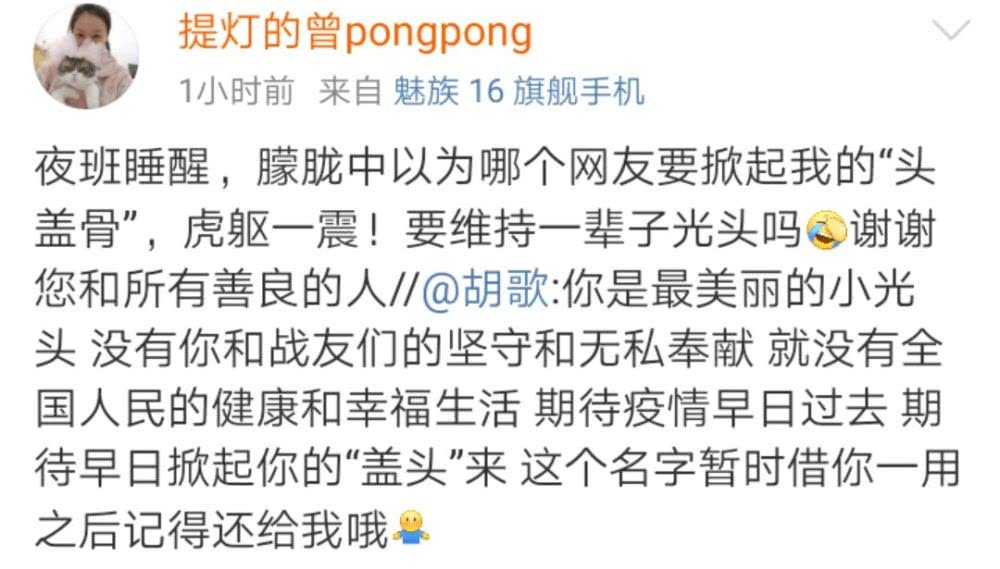 提灯的曾pongpong
1小时前 来自 魅族 16 旗舰手机
夜班睡醒，朦胧中以为哪个网友要掀起我的“头
盖骨”，虎躯一震！要维持一辈子光头吗🤣谢谢
您和所有善良的人//@胡歌:你是最美丽的小光
头 没有你和战友们的坚守和无私奉献 就没有全
国人民的健康和幸福生活 期待疫情早日过去 期
待早日掀起你的“盖头”来 这个名字暂时借你一用
之后记得还给我哦🤷